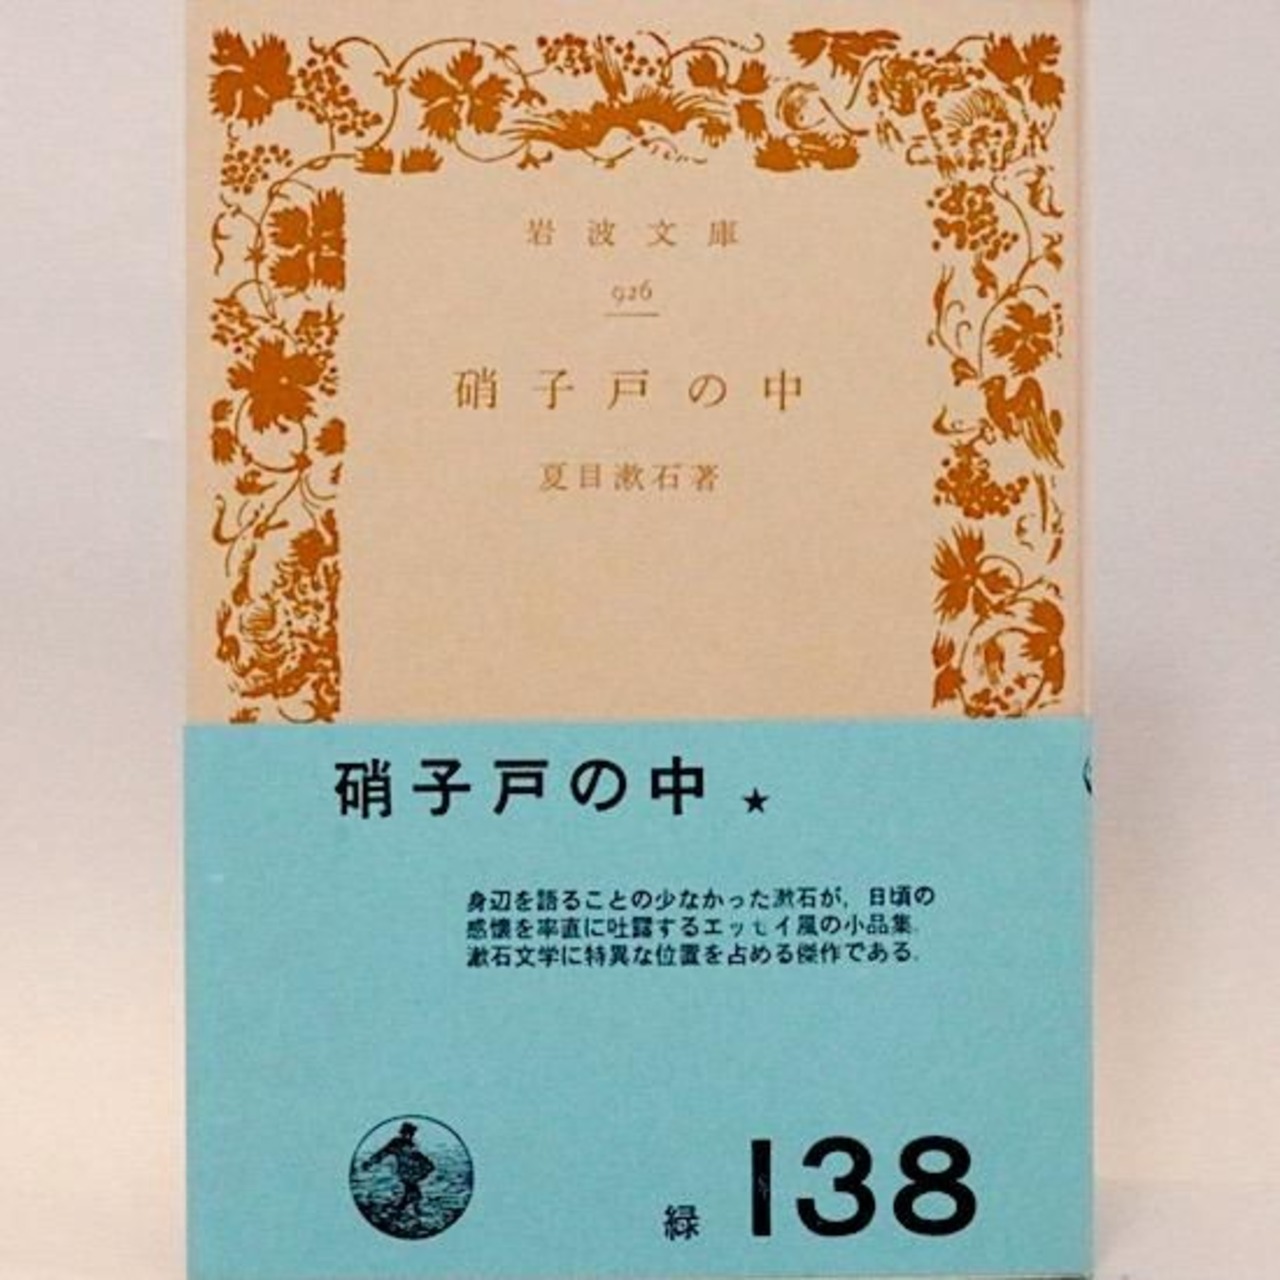 岩波文庫
926
硝子戸の中
夏目漱石著
硝子戸の中 ★
身辺を語ることの少なかった漱石が，日頃の
感懐を率直に吐露するエッセイ風の小品集．
漱石文学に特異な位置を占める傑作である．
緑 138